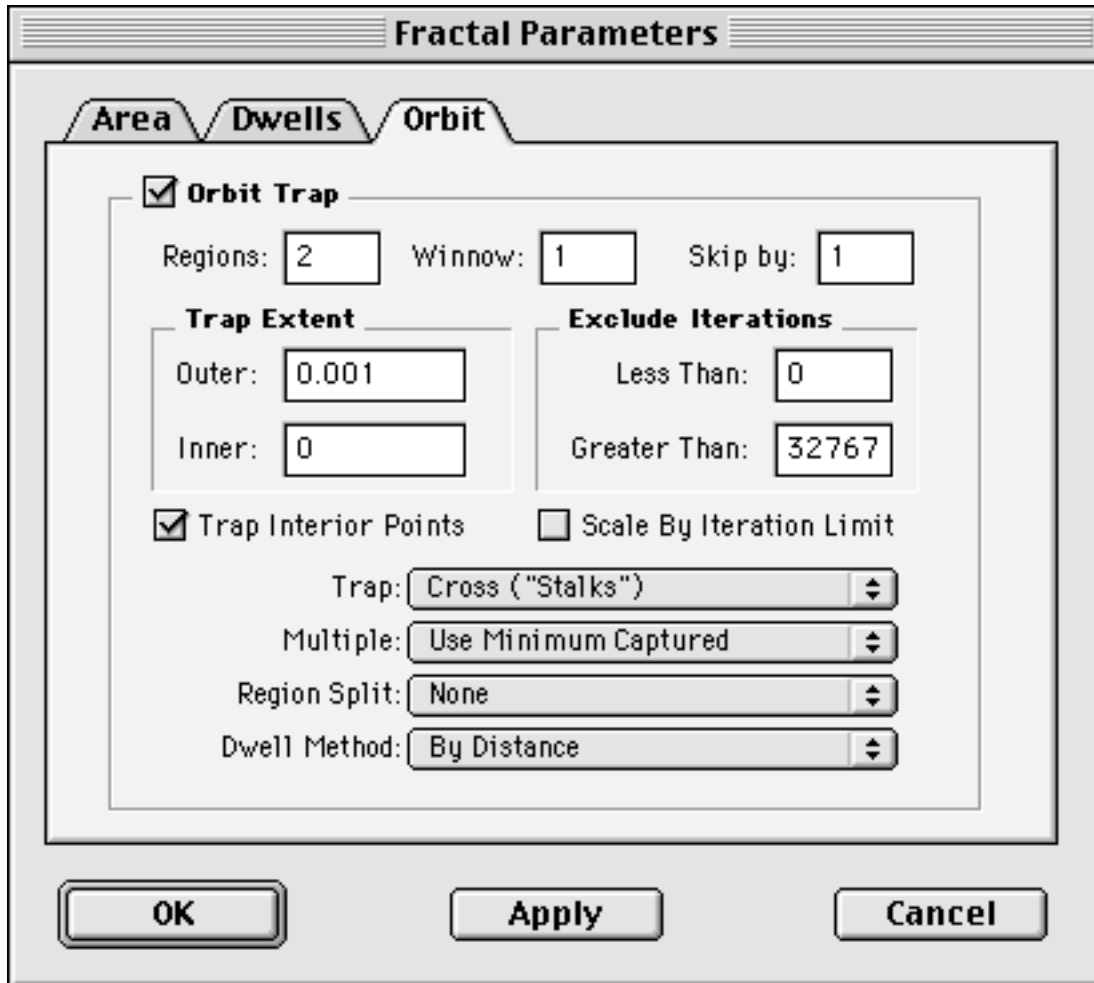 Fractal Parameters
Area Dwells Orbit
Orbit Trap
Regions: 2 Winnow: 1 Skip by: 1
Trap Extent Exclude Iterations
Outer: 0.001 Less Than: 0
Inner: 0 Greater Than: 32767
Trap Interior Points Scale By Iteration Limit
Trap: Cross ("Stalks")
Multiple: Use Minimum Captured
Region Split: None
Dwell Method: By Distance
OK Apply Cancel